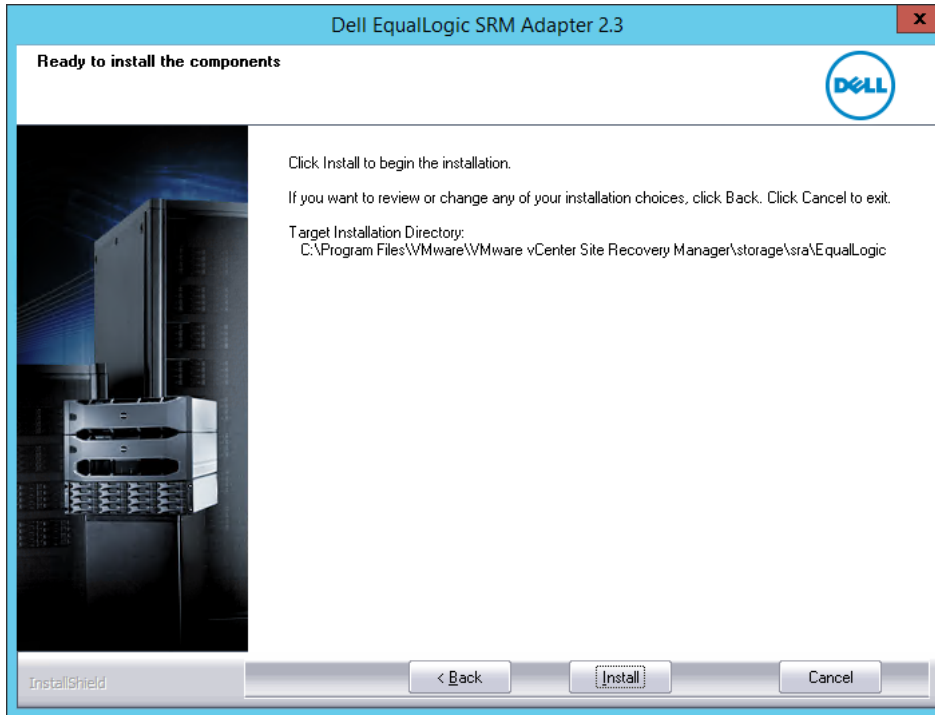 Dell EqualLogic SRM Adapter 2.3
x
Ready to install the components
DELL
Click Install to begin the installation.
If you want to review or change any of your installation choices, click Back. Click Cancel to exit.
Target Installation Directory:
C:\Program Files\VMware\VMware vCenter Site Recovery Manager\storage\sra\EqualLogic
InstallShield
< Back
Install
Cancel